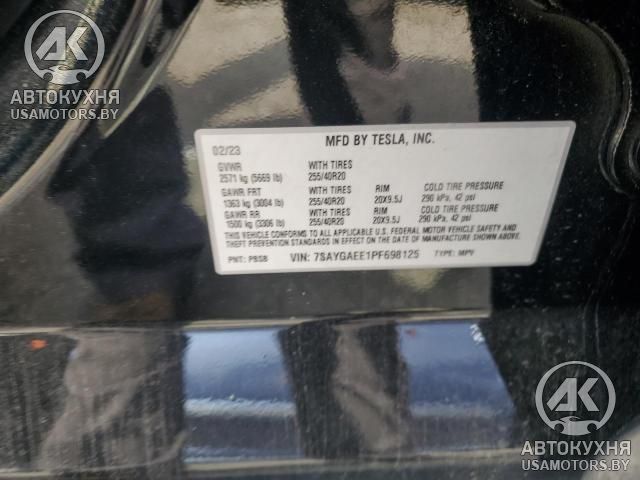 AK
АВТОКУХНЯ
USAMOTORS.BY
MFD BY TESLA, INC.
02/23
GVWR WITH TIRES
2571 kg (5669 lb) 255/40R20
GAWR FRT WITH TIRES RIM COLD TIRE PRESSURE
1363 kg (3004 lb) 255/40R20 20X9.5J 290 kPa, 42 psi
GAWR RR WITH TIRES RIM COLD TIRE PRESSURE
1500 kg (3306 lb) 255/40R20 20X9.5J 290 kPa, 42 psi
THIS VEHICLE CONFORMS TO ALL APPLICABLE U.S. FEDERAL MOTOR VEHICLE SAFETY AND
THEFT PREVENTION STANDARDS IN EFFECT ON THE DATE OF MANUFACTURE SHOWN ABOVE.
PNT: PBSB VIN: 7SAYGAEE1PF698125 TYPE: MPV
AK
АВТОКУХНЯ
USAMOTORS.BY